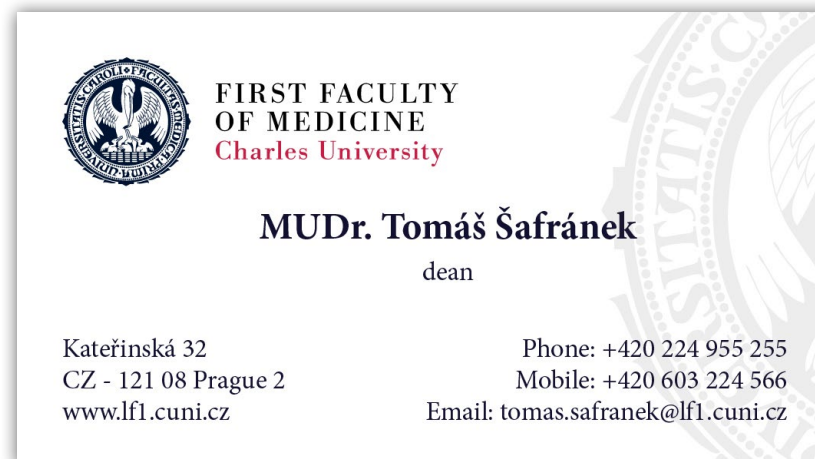 FIRST FACULTY
OF MEDICINE
Charles University
MUDr. Tomáš Šafránek
dean
Kateřinská 32
CZ - 121 08 Prague 2
www.lf1.cuni.cz
Phone: +420 224 955 255
Mobile: +420 603 224 566
Email: tomas.safranek@lf1.cuni.cz